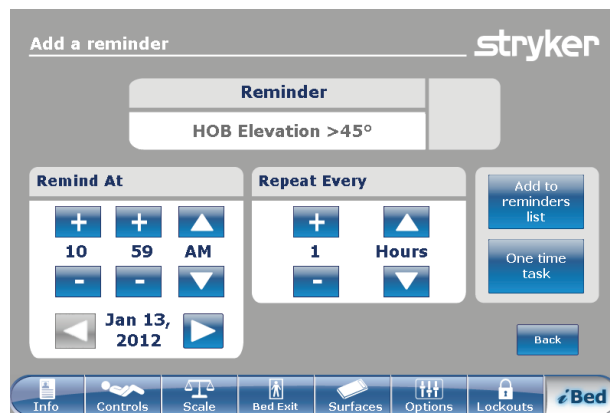 Add a reminder
stryker
Reminder
HOB Elevation >45°
Remind At
+ +
10 59 AM
- -
Jan 13,
2012
Repeat Every
+
1 Hours
-
Add to
reminders
list
One time
task
Back
Info Controls Scale Bed Exit Surfaces Options Lockouts iBed